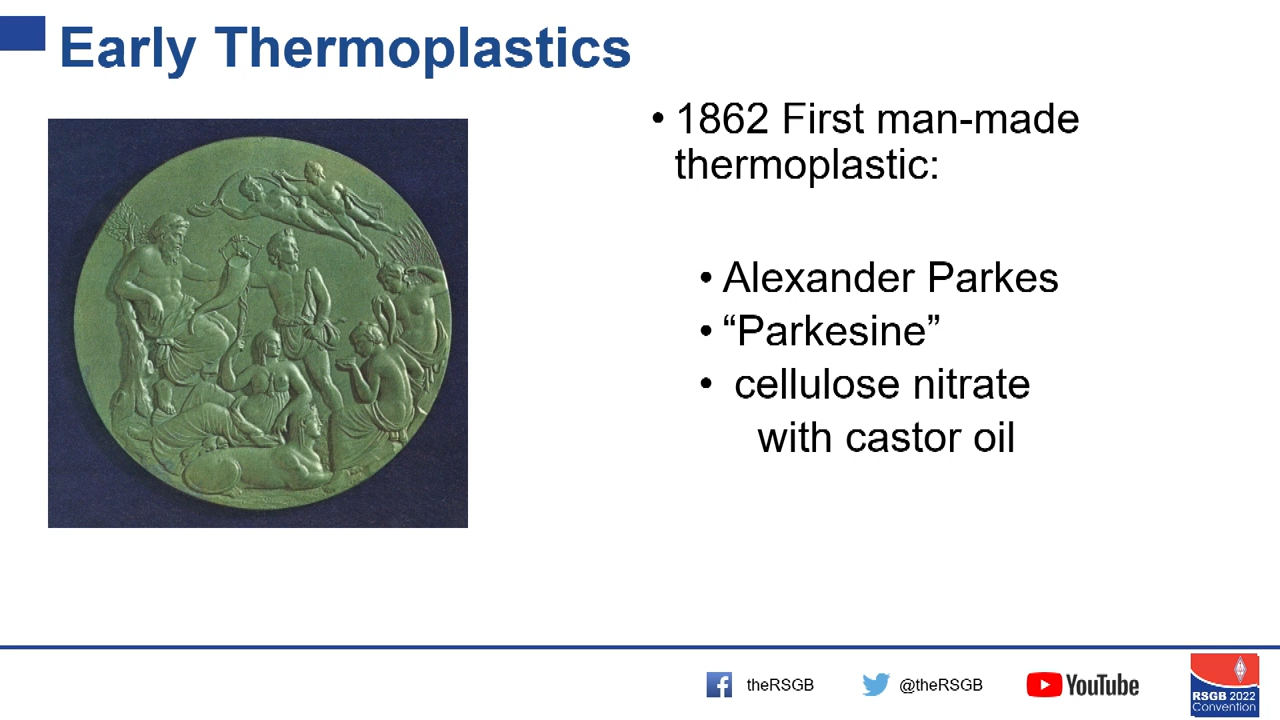 Early Thermoplastics
• 1862 First man-made
thermoplastic:
• Alexander Parkes
• “Parkesine”
• cellulose nitrate
with castor oil
theRSGB
@theRSGB
YouTube
RSGB 2022
Convention